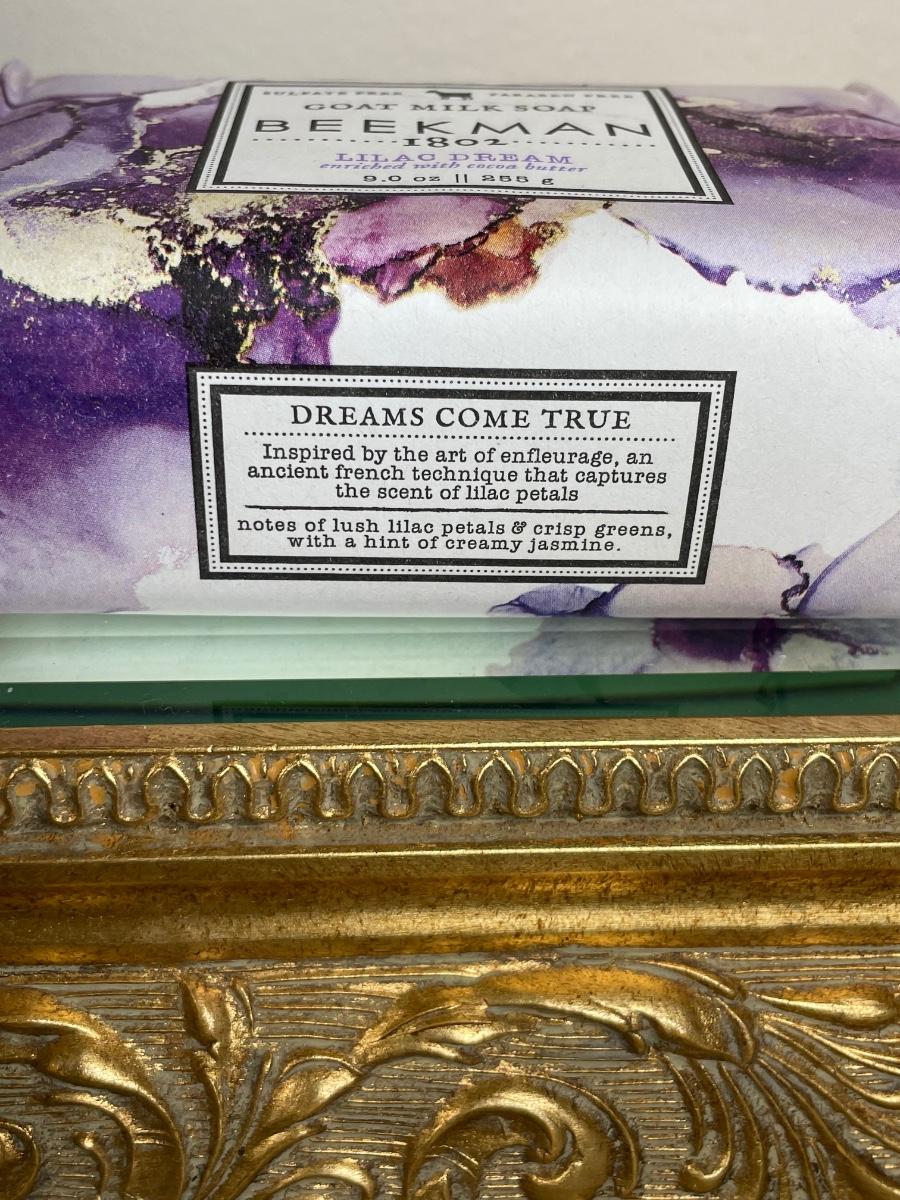 SULFATE FREE PARABEN FREE
GOAT MILK SOAP
BEEKMAN
1802
LILAC DREAM
enriched with cocoa butter
9.0 oz || 255 g
DREAMS COME TRUE
Inspired by the art of enfleurage, an
ancient french technique that captures
the scent of lilac petals
notes of lush lilac petals & crisp greens,
with a hint of creamy jasmine.